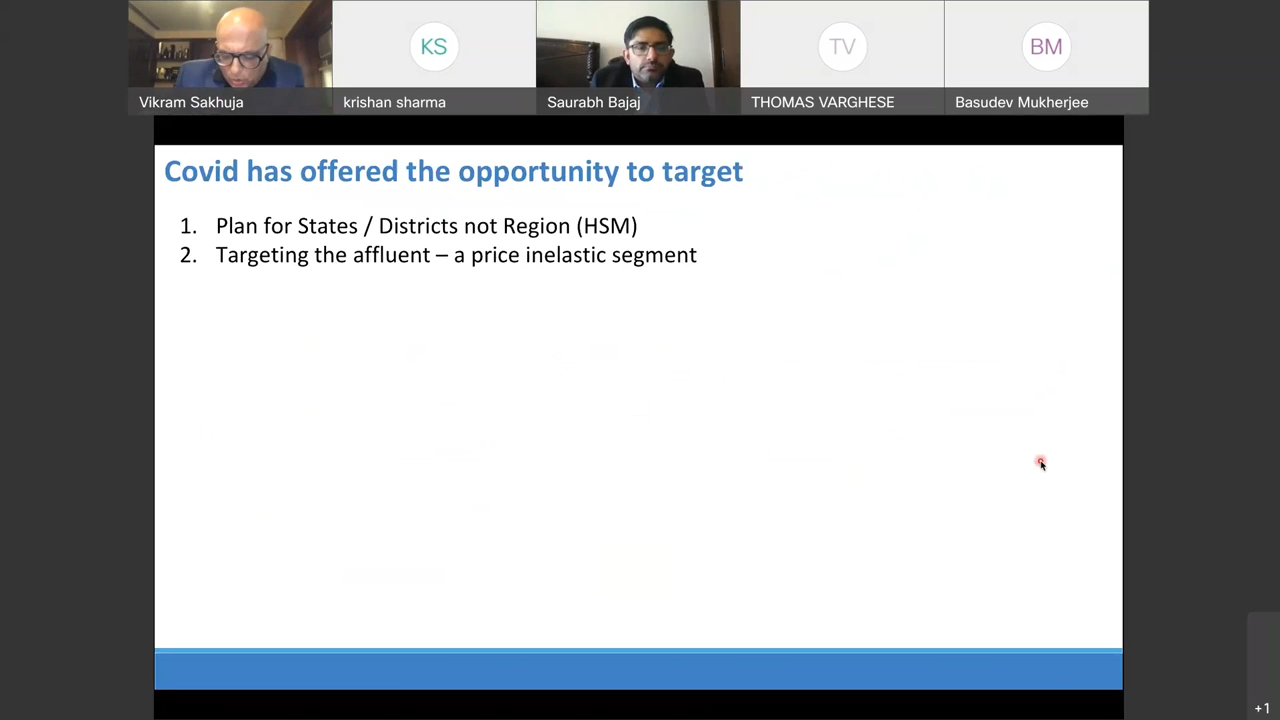 KS
TV
BM
Vikram Sakhuja
krishan sharma
Saurabh Bajaj
THOMAS VARGHESE
Basudev Mukherjee
Covid has offered the opportunity to target
1. Plan for States / Districts not Region (HSM)
2. Targeting the affluent – a price inelastic segment
+1